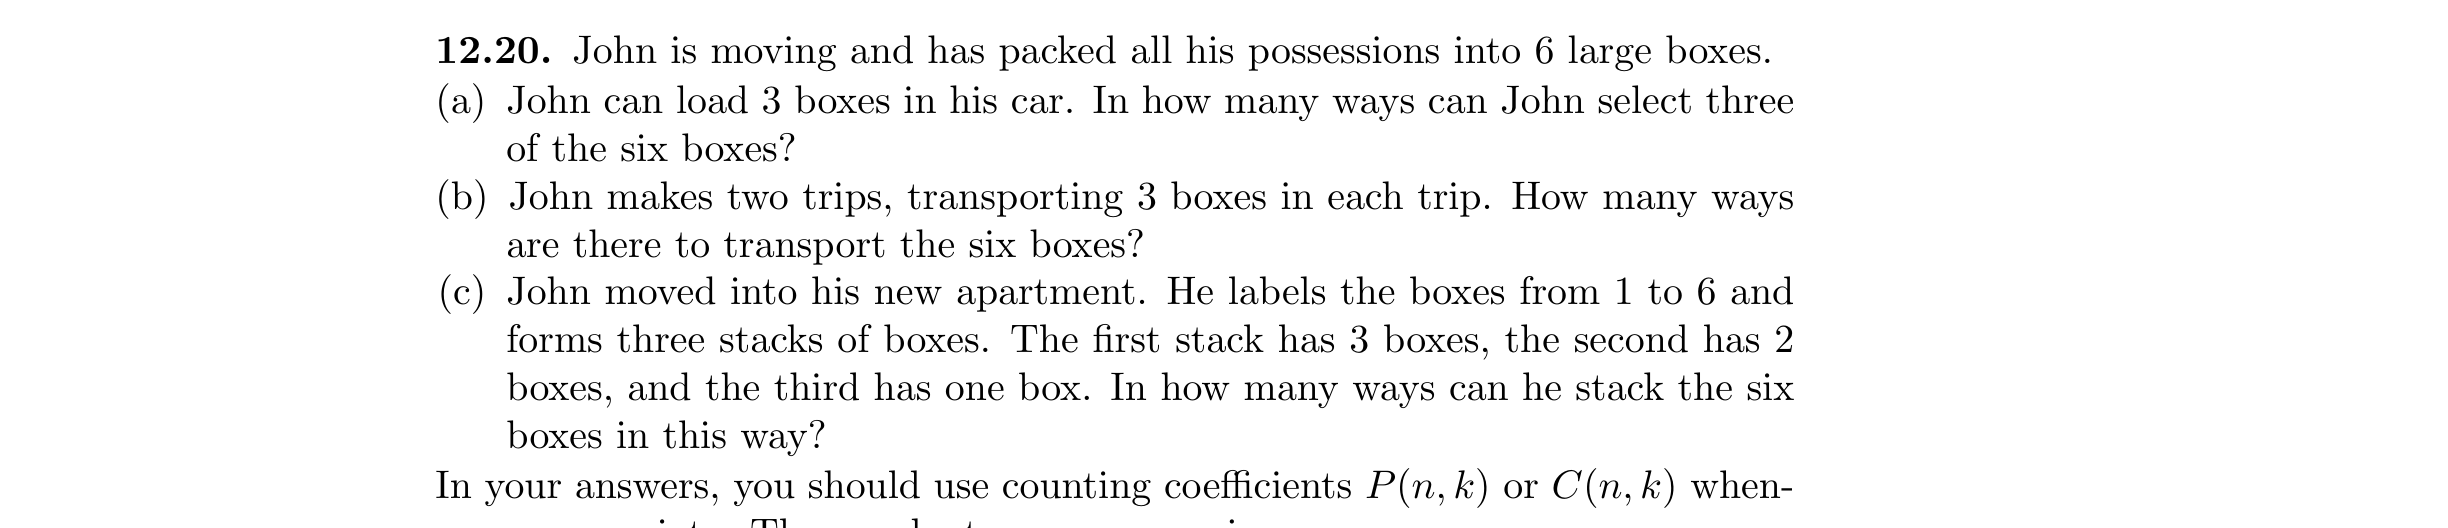 12.20. John is moving and has packed all his possessions into 6 large boxes.
(a) John can load 3 boxes in his car. In how many ways can John select three
of the six boxes?
(b) John makes two trips, transporting 3 boxes in each trip. How many ways
are there to transport the six boxes?
(c) John moved into his new apartment. He labels the boxes from 1 to 6 and
forms three stacks of boxes. The first stack has 3 boxes, the second has 2
boxes, and the third has one box. In how many ways can he stack the six
boxes in this way?
In your answers, you should use counting coefficients P(n, k) or C(n, k) when-